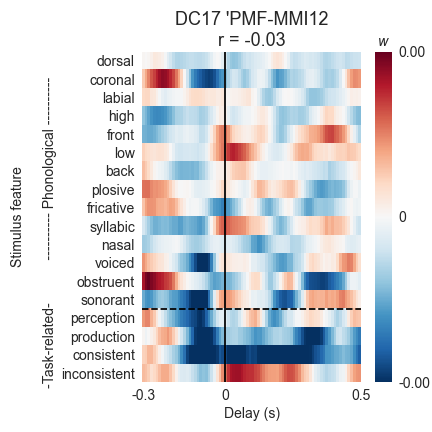 DC17 'PMF-MMI12
r = -0.03
w
0.00
0
-0.00
Stimulus feature
----------- Phonological ----------
-Task-related-
dorsal
coronal
labial
high
front
low
back
plosive
fricative
syllabic
nasal
voiced
obstruent
sonorant
perception
production
consistent
inconsistent
-0.3
0
0.5
Delay (s)